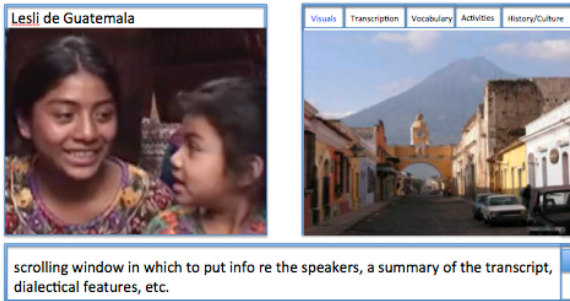 Lesli de Guatemala
Visuals Transcription Vocabulary Activities History/Culture
scrolling window in which to put info re the speakers, a summary of the transcript,
dialectical features, etc.